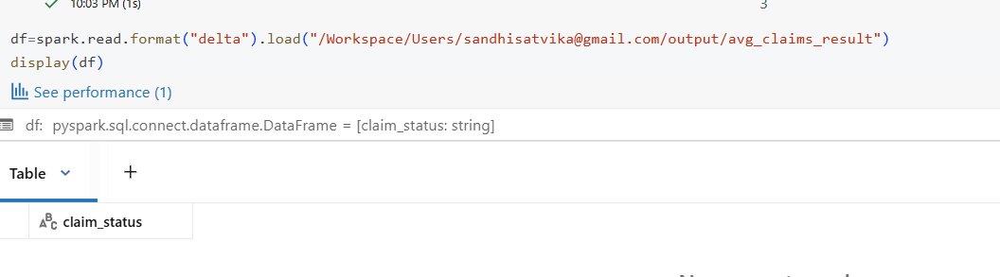 10:03 PM (1s)
3
df=spark.read.format("delta").load("/Workspace/Users/sandhisatvika@gmail.com/output/avg_claims_result")
display(df)
See performance (1)
df: pyspark.sql.connect.dataframe.DataFrame = [claim_status: string]
Table
+
ABC claim_status